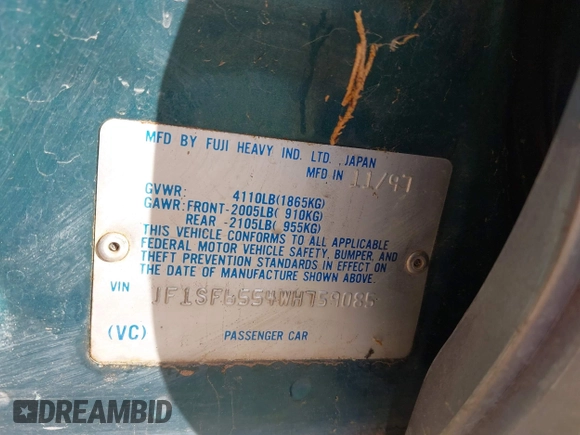 MFD BY FUJI HEAVY IND. LTD., JAPAN
MFD IN 11/97
GVWR: 4110LB(1865KG)
GAWR: FRONT-2005LB( 910KG)
REAR -2105LB( 955KG)
THIS VEHICLE CONFORMS TO ALL APPLICABLE
FEDERAL MOTOR VEHICLE SAFETY, BUMPER, AND
THEFT PREVENTION STANDARDS IN EFFECT ON
THE DATE OF MANUFACTURE SHOWN ABOVE.
VIN JF1SF6554WH759085
(VC) PASSENGER CAR
DREAMBID